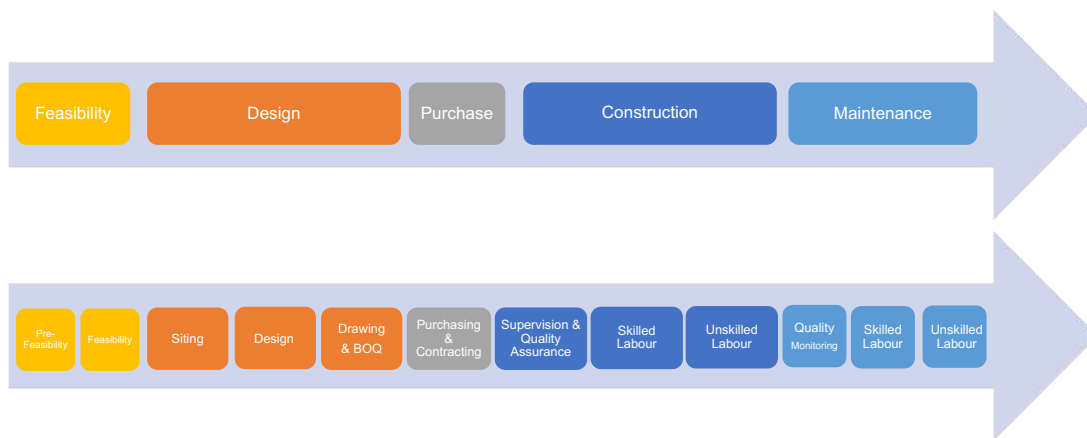 Feasibility
Design
Purchase
Construction
Maintenance
Pre-
Feasibility
Feasibility
Siting
Design
Drawing
& BOQ
Purchasing
&
Contracting
Supervision &
Quality
Assurance
Skilled
Labour
Unskilled
Labour
Quality
Monitoring
Skilled
Labour
Unskilled
Labour